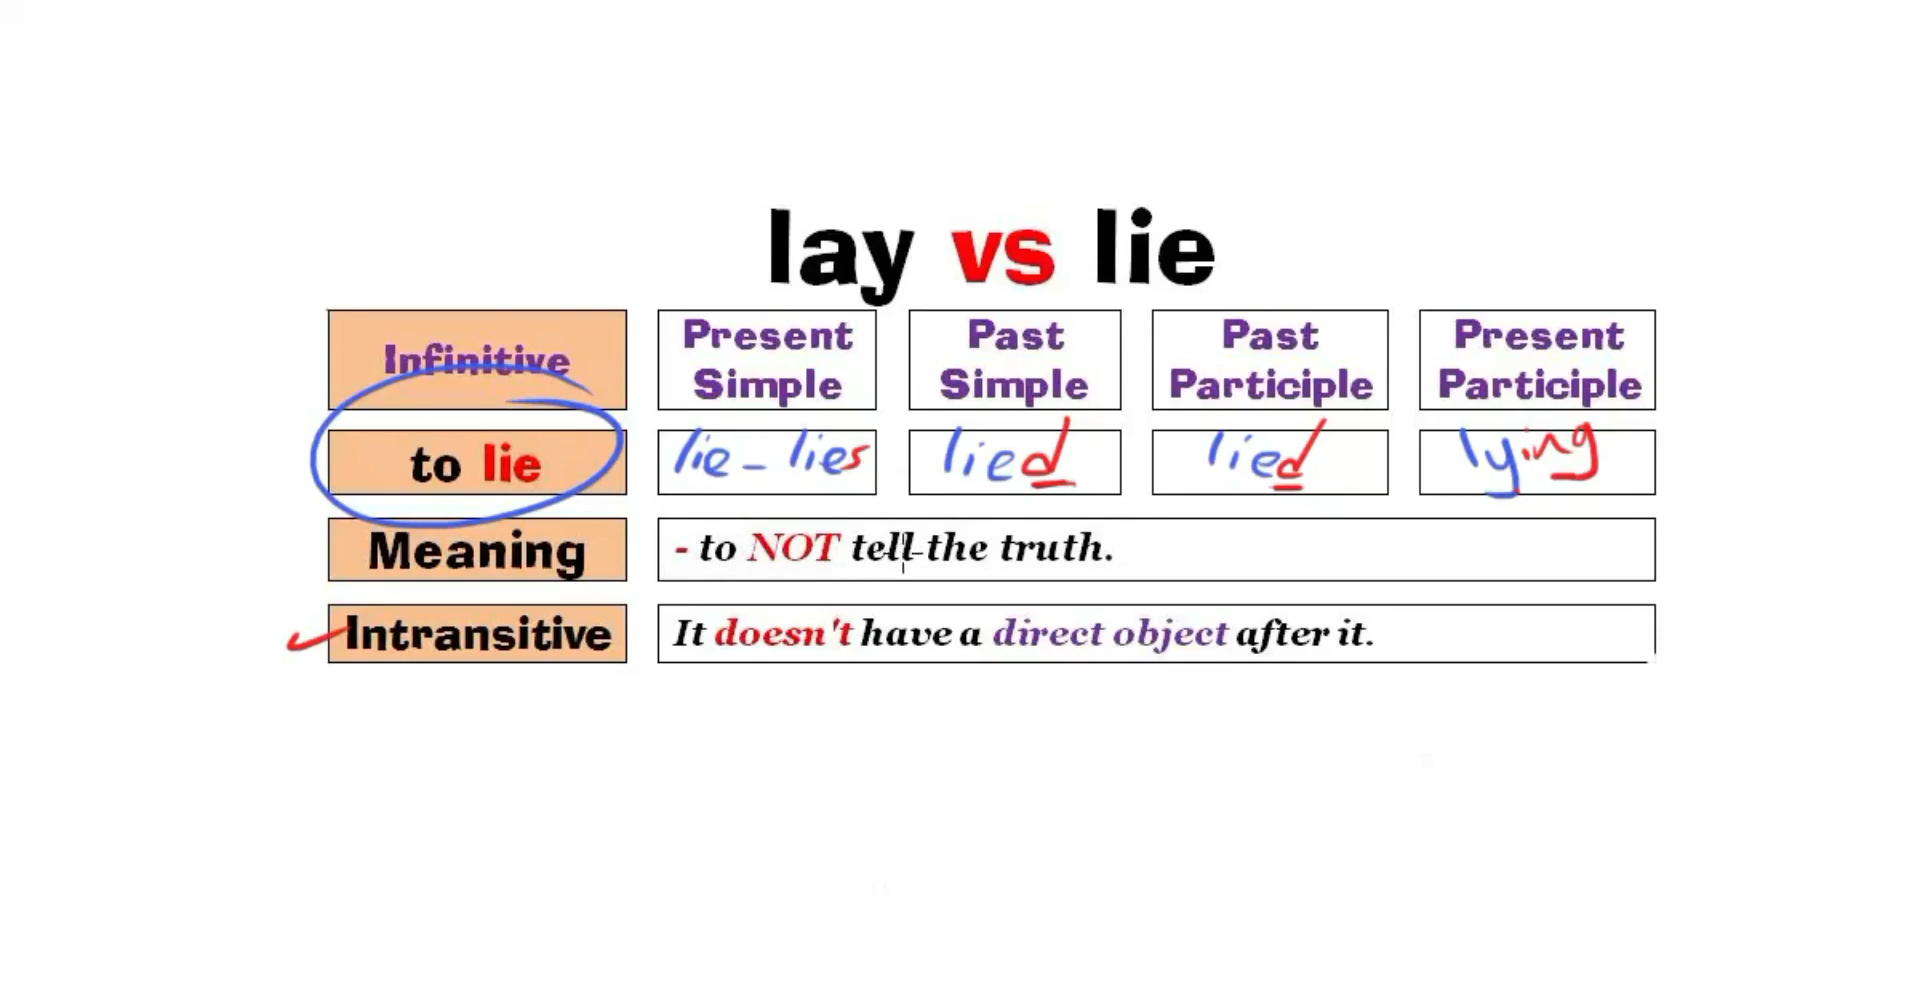 lay vs lie
Infinitive Present Simple Past Simple Past Participle Present Participle
to lie lie - lies lied lied lying
Meaning - to NOT tell the truth.
Intransitive It doesn't have a direct object after it.